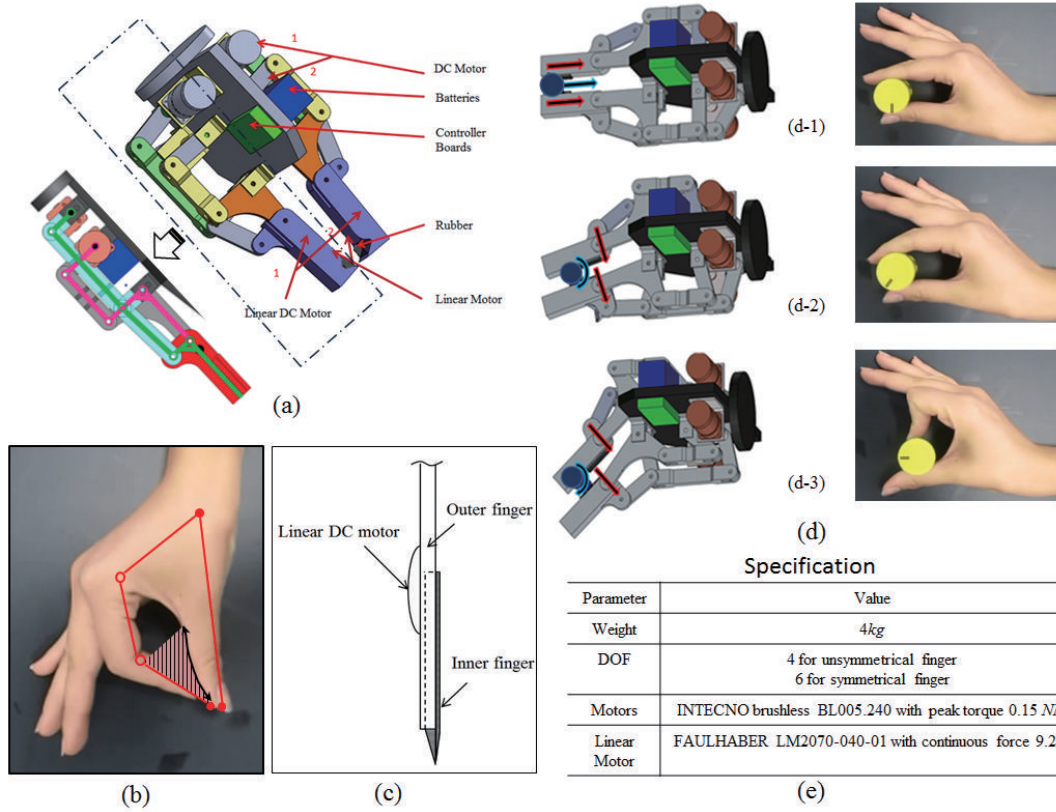 1
DC Motor
2
Batteries
Controller
Boards
Rubber
2
1
Linear DC Motor
Linear Motor
(a)
(d-1)
(d-2)
(d-3)
(d)
(b)
Linear DC motor
Outer finger
Inner finger
(c)
Specification
Parameter Value
Weight 4kg
DOF 4 for unsymmetrical finger
6 for symmetrical finger
Motors INTECNO brushless BL005.240 with peak torque 0.15
Linear
Motor
FAULHABER LM2070-040-01 with continuous force 9.2
(e)